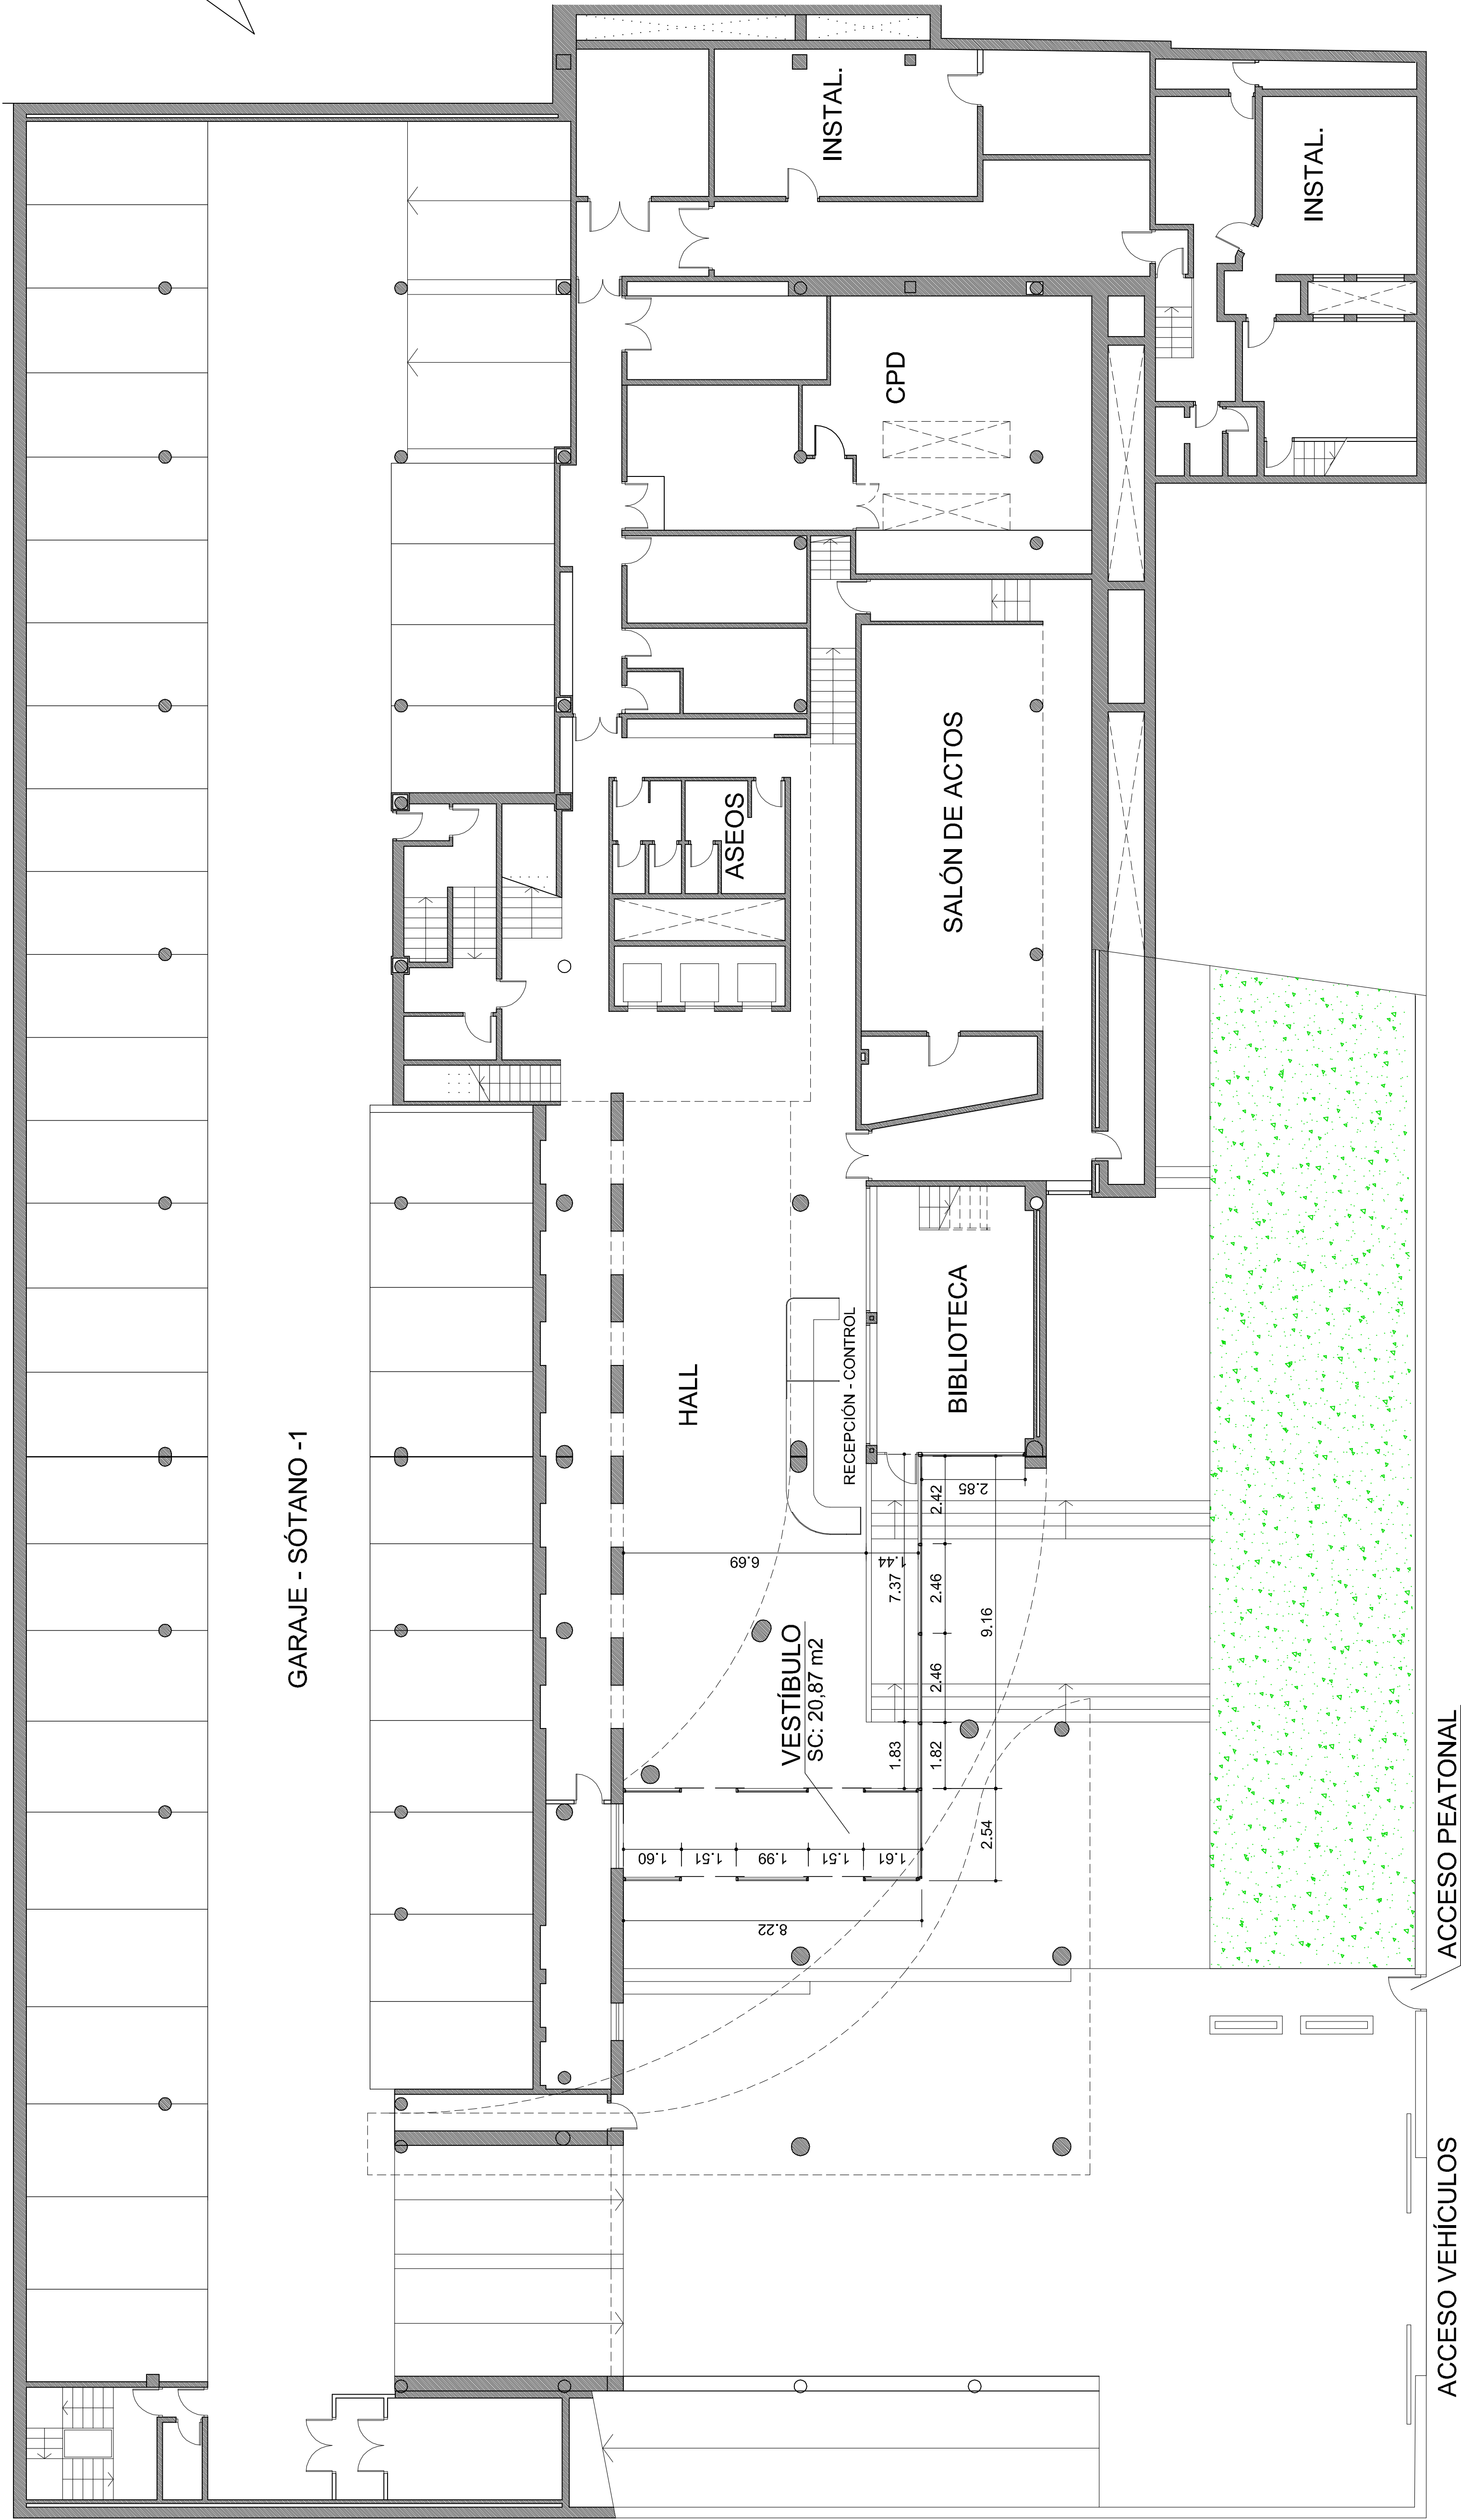 INSTAL.
INSTAL.
CPD
SALÓN DE ACTOS
ASEOS
HALL
RECEPCIÓN - CONTROL
BIBLIOTECA
GARAJE - SÓTANO -1
2.85
2.42
6.69
1.44
7.37
2.46
9.16
VESTÍBULO
SC: 20,87 m2
2.46
1.83
1.82
2.54
1.60
1.51
1.99
1.51
1.61
8.22
ACCESO PEATONAL
ACCESO VEHÍCULOS